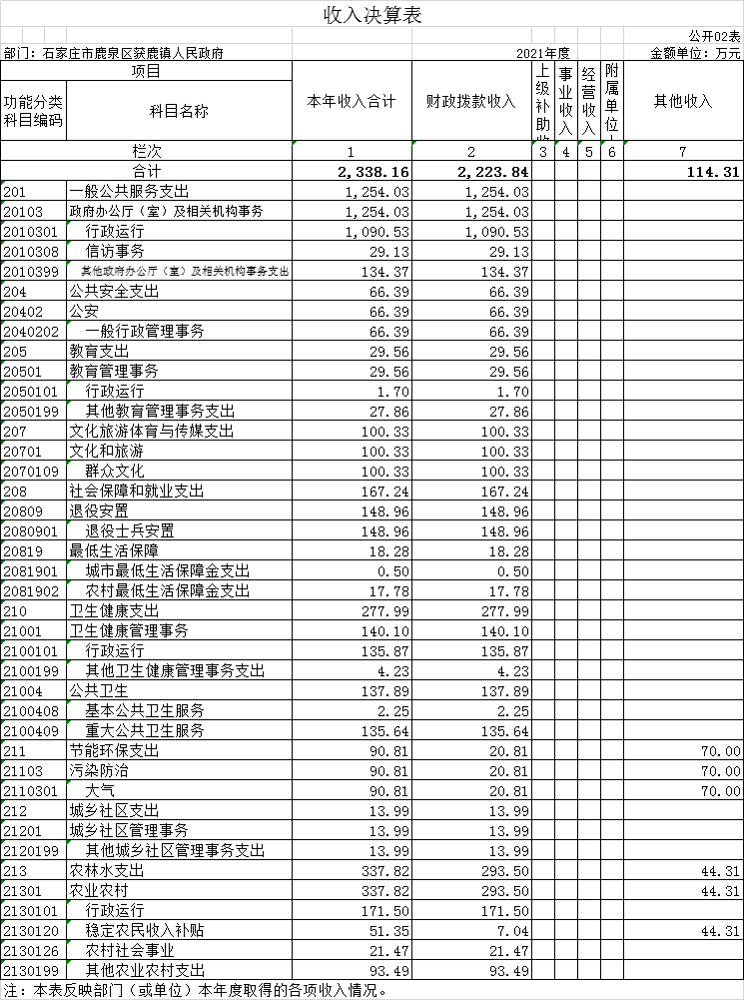 收入决算表
公开02表
部门：石家庄市鹿泉区获鹿镇人民政府 2021年度 金额单位：万元
项目 本年收入合计 财政拨款收入 上级补助收 事业收入 经营收入 附属单位 其他收入
功能分类科目编码 科目名称
栏次 1 2 3 4 5 6 7
合计 2,338.16 2,223.84 114.31
201 一般公共服务支出 1,254.03 1,254.03
20103 政府办公厅（室）及相关机构事务 1,254.03 1,254.03
2010301 行政运行 1,090.53 1,090.53
2010308 信访事务 29.13 29.13
2010399 其他政府办公厅（室）及相关机构事务支出 134.37 134.37
204 公共安全支出 66.39 66.39
20402 公安 66.39 66.39
2040202 一般行政管理事务 66.39 66.39
205 教育支出 29.56 29.56
20501 教育管理事务 29.56 29.56
2050101 行政运行 1.70 1.70
2050199 其他教育管理事务支出 27.86 27.86
207 文化旅游体育与传媒支出 100.33 100.33
20701 文化和旅游 100.33 100.33
2070109 群众文化 100.33 100.33
208 社会保障和就业支出 167.24 167.24
20809 退役安置 148.96 148.96
2080901 退役士兵安置 148.96 148.96
20819 最低生活保障 18.28 18.28
2081901 城市最低生活保障金支出 0.50 0.50
2081902 农村最低生活保障金支出 17.78 17.78
210 卫生健康支出 277.99 277.99
21001 卫生健康管理事务 140.10 140.10
2100101 行政运行 135.87 135.87
2100199 其他卫生健康管理事务支出 4.23 4.23
21004 公共卫生 137.89 137.89
2100408 基本公共卫生服务 2.25 2.25
2100409 重大公共卫生服务 135.64 135.64
211 节能环保支出 90.81 20.81 70.00
21103 污染防治 90.81 20.81 70.00
2110301 大气 90.81 20.81 70.00
212 城乡社区支出 13.99 13.99
21201 城乡社区管理事务 13.99 13.99
2120199 其他城乡社区管理事务支出 13.99 13.99
213 农林水支出 337.82 293.50 44.31
21301 农业农村 337.82 293.50 44.31
2130101 行政运行 171.50 171.50
2130120 稳定农民收入补贴 51.35 7.04 44.31
2130126 农村社会事业 21.47 21.47
2130199 其他农业农村支出 93.49 93.49
注：本表反映部门（或单位）本年度取得的各项收入情况。